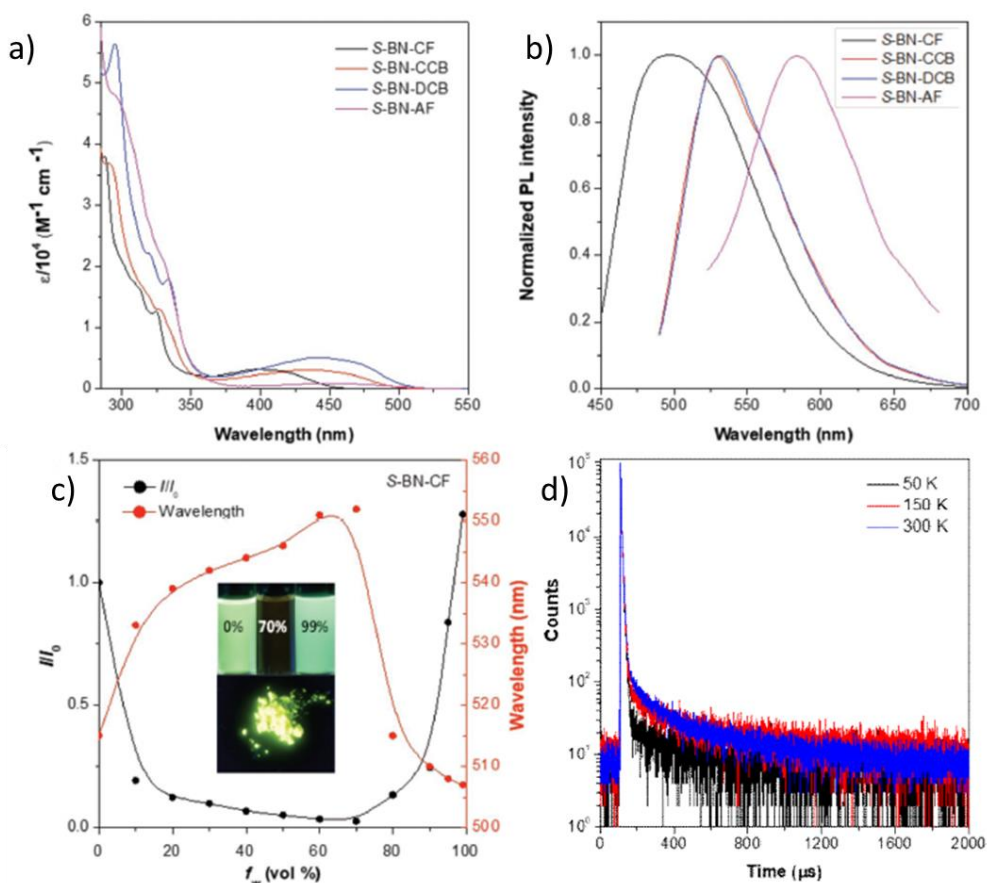 a)
6
5
4
3
2
1
0
ε/10⁴ (M⁻¹ cm⁻¹)
S-BN-CF
S-BN-CCB
S-BN-DCB
S-BN-AF
300 350 400 450 500 550
Wavelength (nm)
b)
1.0
0.8
0.6
0.4
0.2
0.0
Normalized PL intensity
S-BN-CF
S-BN-CCB
S-BN-DCB
S-BN-AF
450 500 550 600 650 700
Wavelength (nm)
c)
1.5
1.0
0.5
0.0
I/I₀
I/I₀
Wavelength
S-BN-CF
0% 70% 99%
560
550
540
530
520
510
500
Wavelength (nm)
0 20 40 60 80 100
f (vol %)
d)
10⁵
10⁴
10³
10²
10¹
10⁰
Counts
50 K
150 K
300 K
0 400 800 1200 1600 2000
Time (μs)